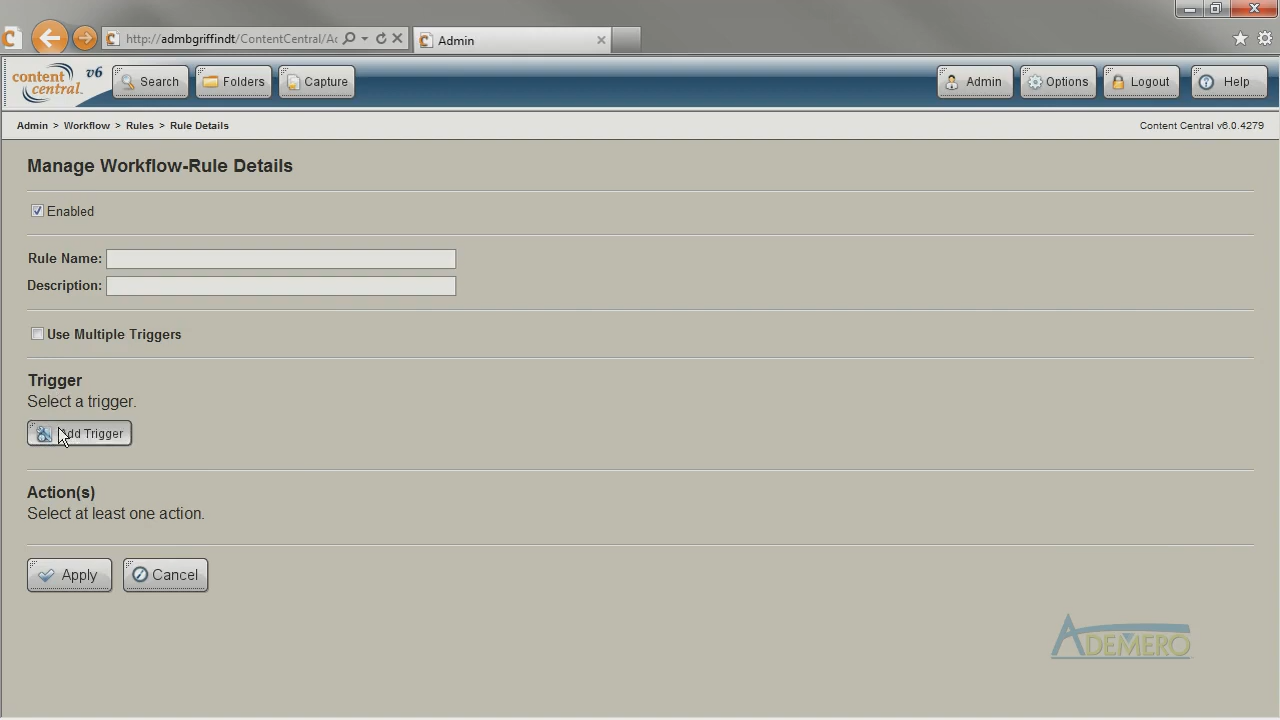 http://admbgriffindt/ContentCentral/Ad
Admin
content central. v6
Search
Folders
Capture
Admin
Options
Logout
Help
Admin > Workflow > Rules > Rule Details
Content Central v6.0.4279
Manage Workflow-Rule Details
Enabled
Rule Name:
Description:
Use Multiple Triggers
Trigger
Select a trigger.
Add Trigger
Action(s)
Select at least one action.
Apply
Cancel
ADEMERO